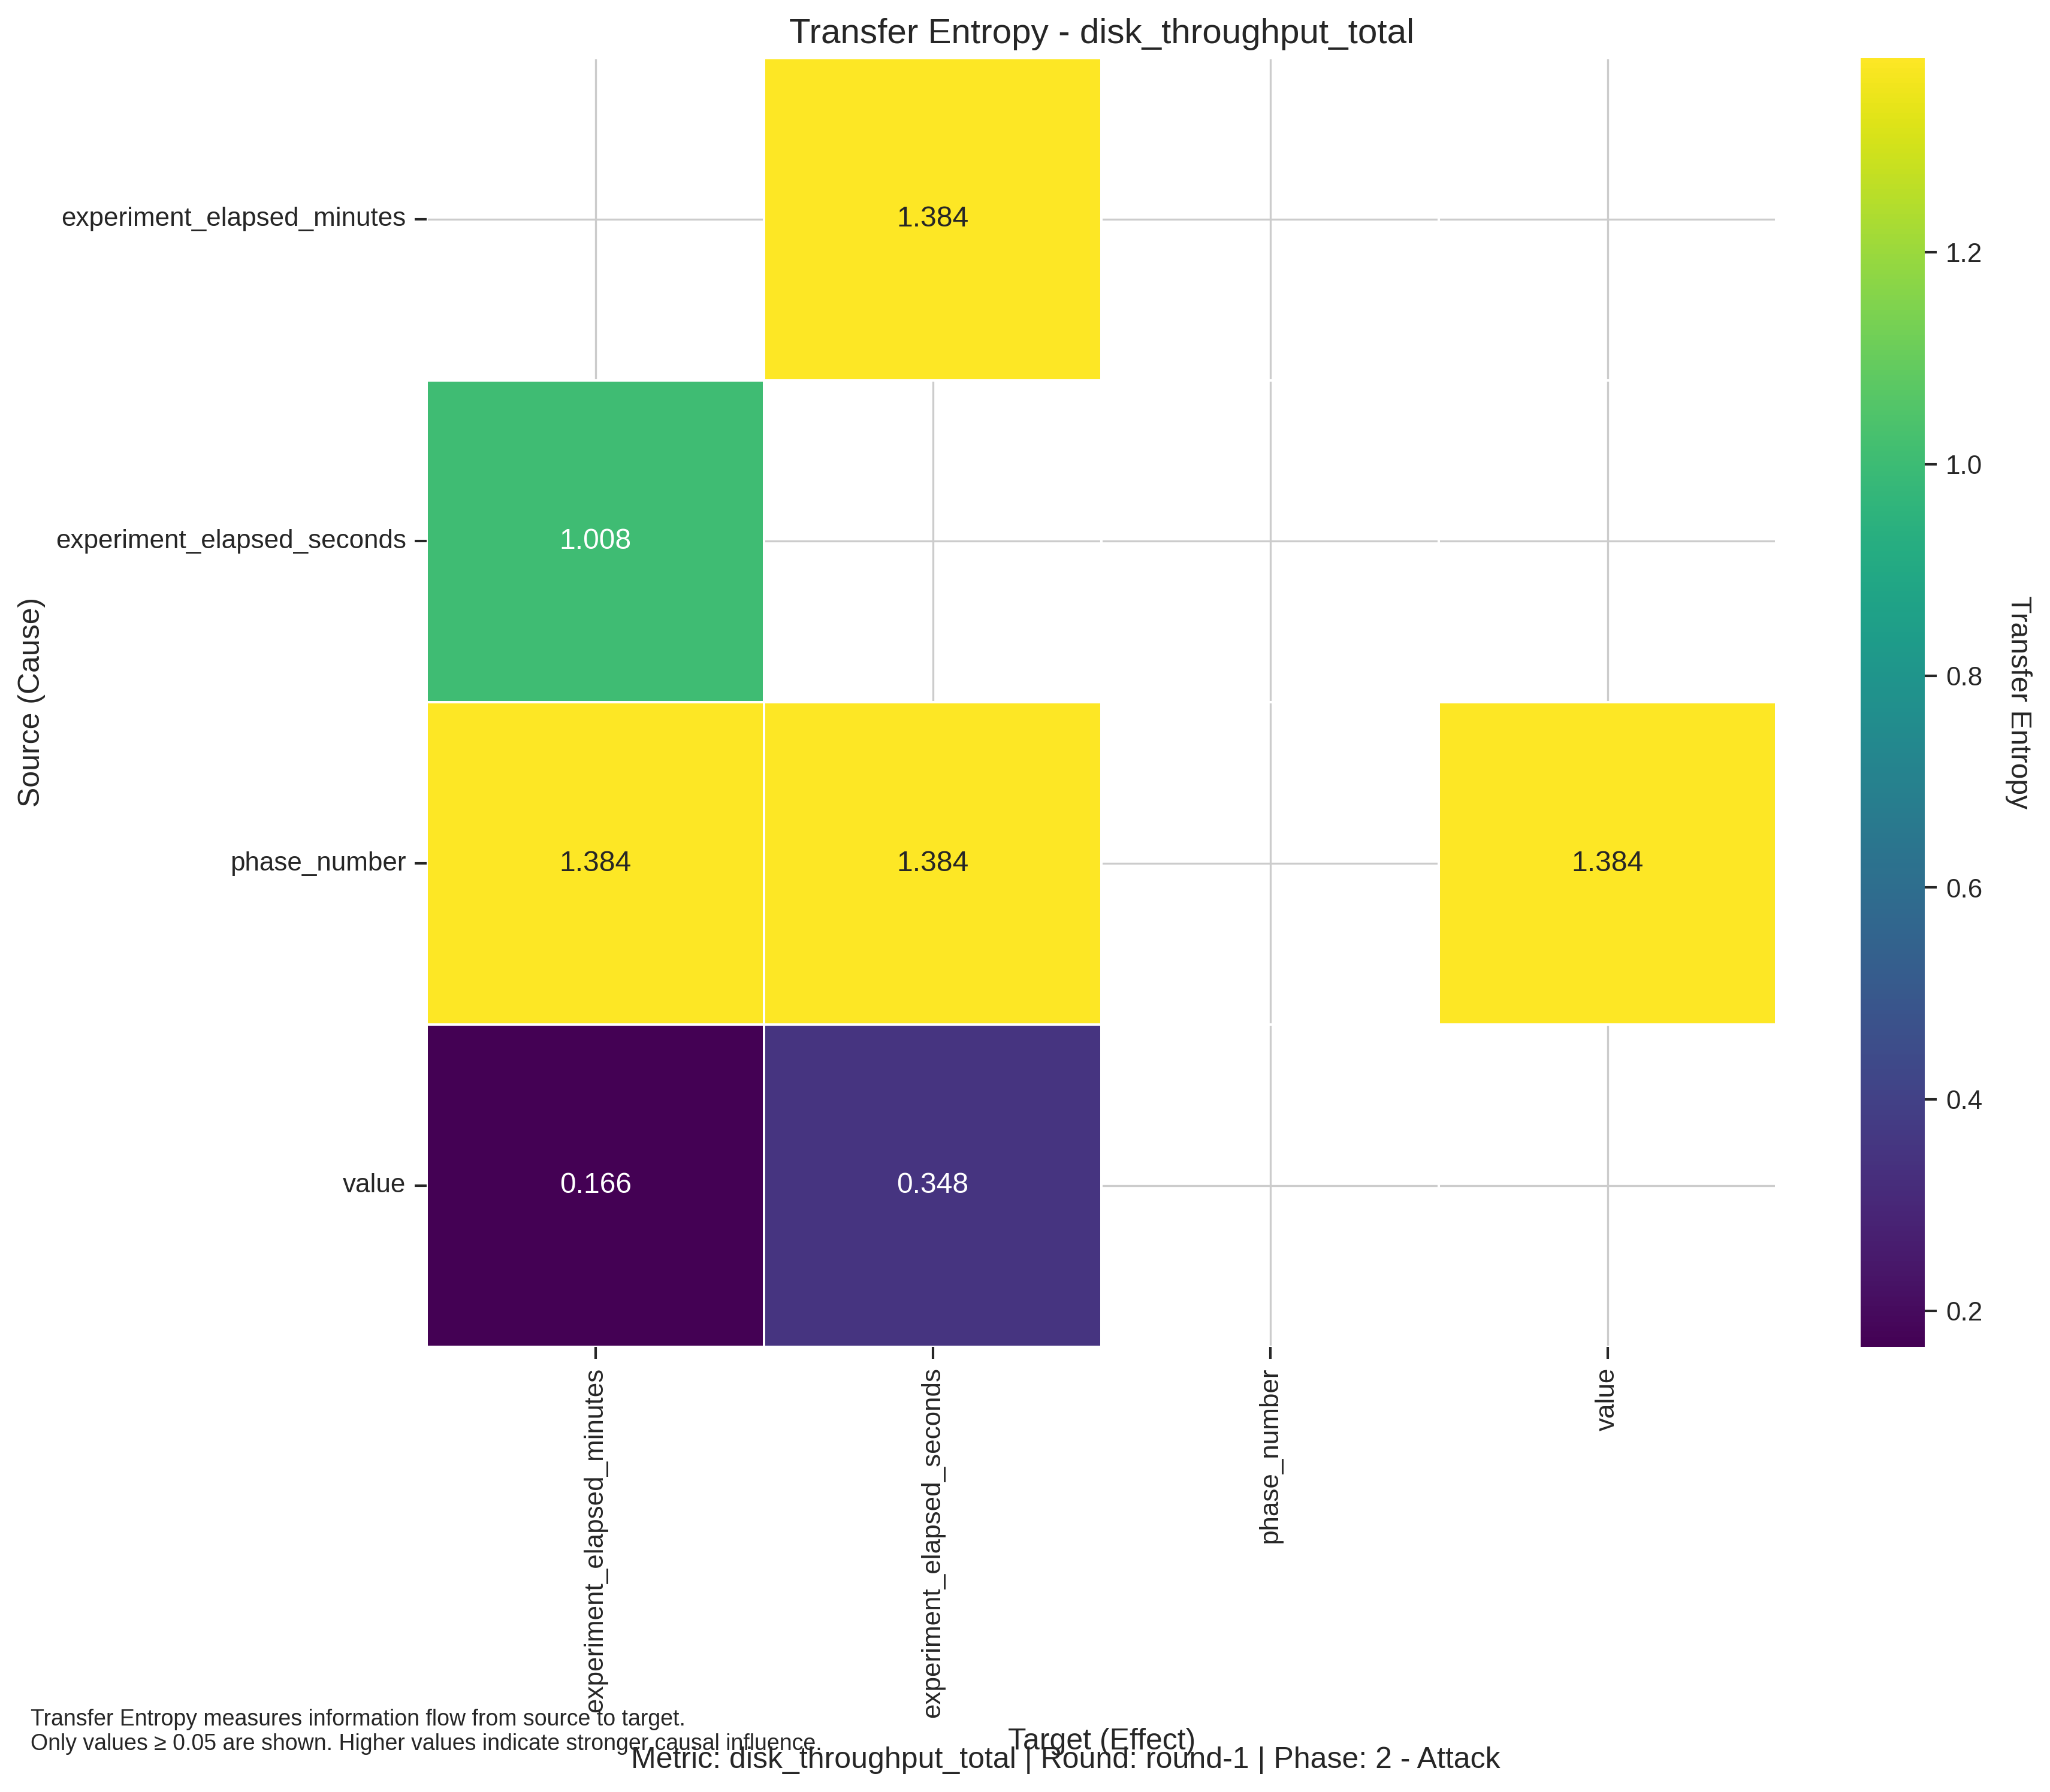 Transfer Entropy - disk_throughput_total
experiment_elapsed_minutes
experiment_elapsed_seconds
phase_number
value
Source (Cause)
1.384
1.008
1.384
1.384
1.384
0.166
0.348
1.2
1.0
0.8
0.6
0.4
0.2
Transfer Entropy
experiment_elapsed_minutes
experiment_elapsed_seconds
phase_number
value
Target (Effect)
Transfer Entropy measures information flow from source to target.
Only values ≥ 0.05 are shown. Higher values indicate stronger causal influence.
Metric: disk_throughput_total | Round: round-1 | Phase: 2 - Attack